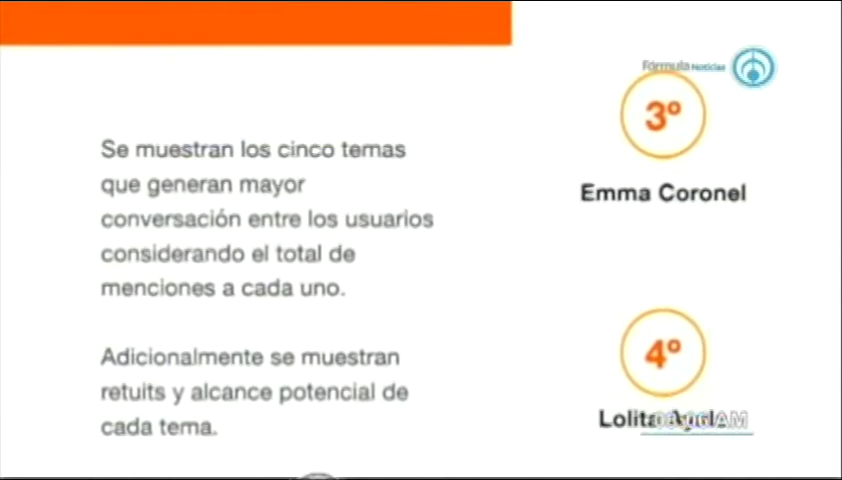 Fórmula Noticias
3º
Se muestran los cinco temas
que generan mayor
Emma Coronel
conversación entre los usuarios
considerando el total de
menciones a cada uno.
4º
Adicionalmente se muestran
retuits y alcance potencial de
Lolita
cada tema.